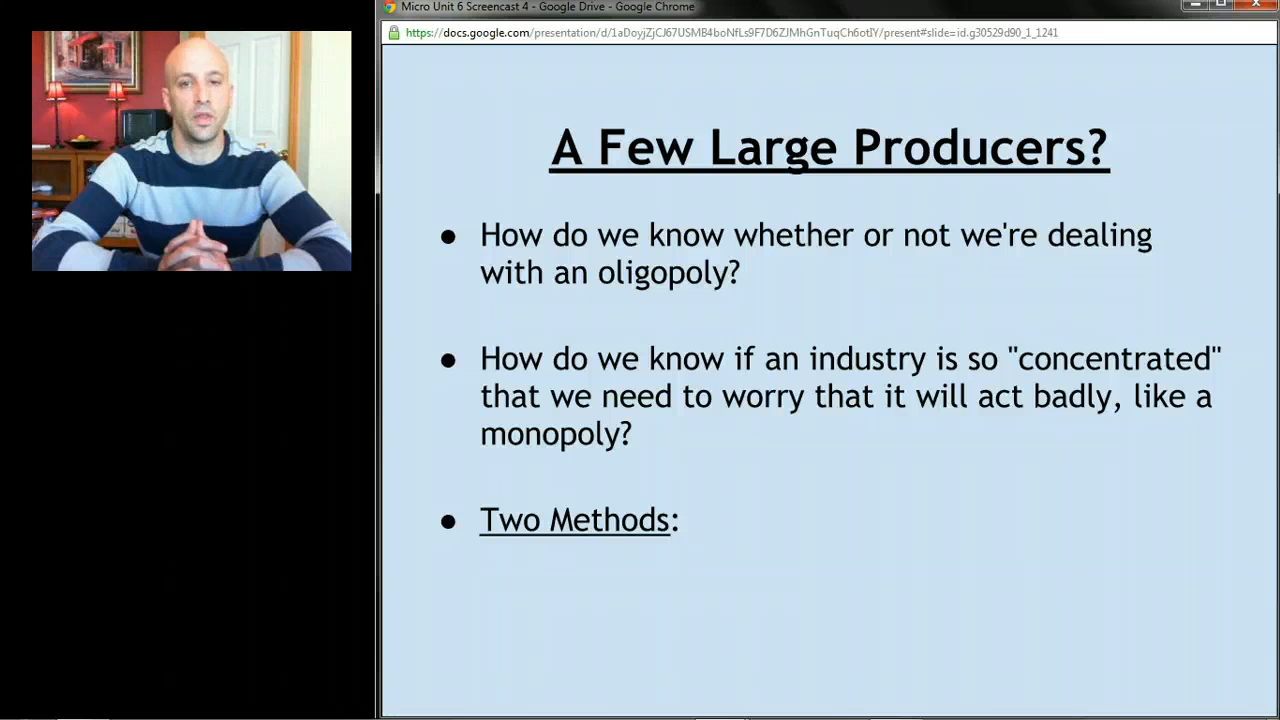 Micro Unit 6 Screencast 4 - Google Drive - Google Chrome
https://docs.google.com/presentation/d/1aDoyjZjCJ67USMB4boNfLs9F7D6ZJMhGnTuqCh6otIY/present#slide=id.g30529d90_1_1241
A Few Large Producers?
● How do we know whether or not we're dealing
with an oligopoly?
● How do we know if an industry is so "concentrated"
that we need to worry that it will act badly, like a
monopoly?
● Two Methods: